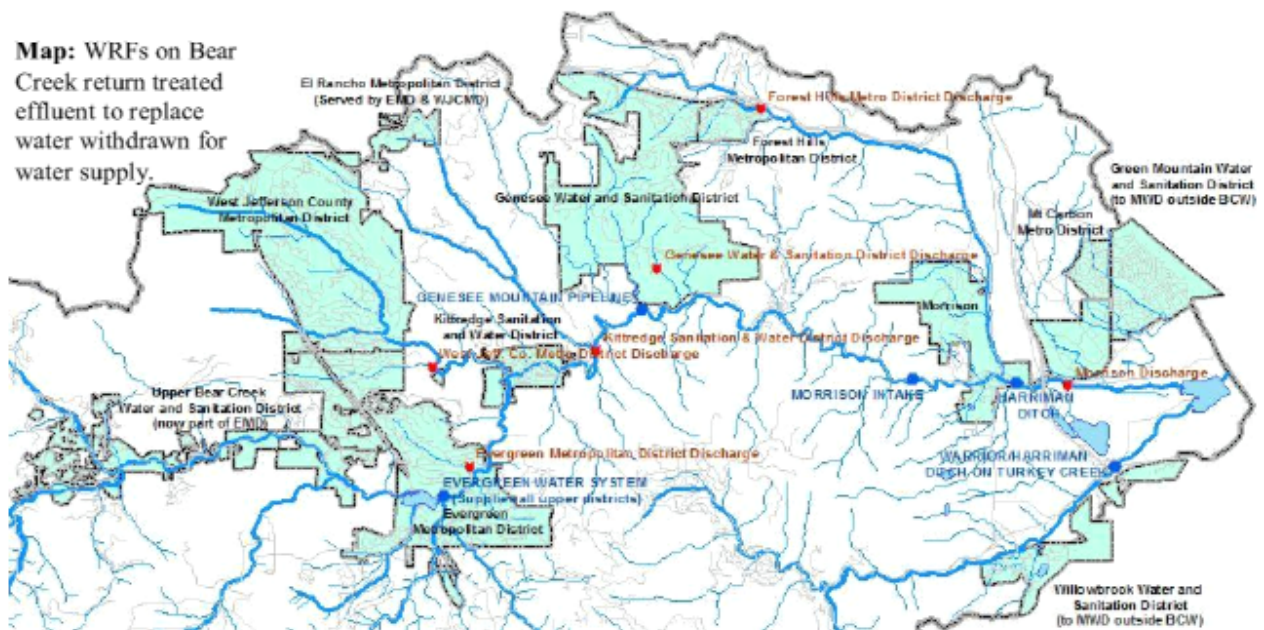 Map: WRFs on Bear
Creek return treated
effluent to replace
water withdrawn for
water supply.
El Rancho Metropolitan District
(Served by EMD & WJCMD)
Forest Hills Metro District Discharge
Forest Hills
Metropolitan District
Green Mountain Water
and Sanitation District
(to MWD outside BCW)
West Jefferson County
Metropolitan District
Genesee Water and Sanitation District
Mt Carbon
Metro District
Genesee Water & Sanitation District Discharge
GENESEE MOUNTAIN PIPELINES
Morrison
Kittredge Sanitation
and Water District
Kittredge Sanitation & Water District Discharge
West Jeff. Co. Metro District Discharge
Morrison Discharge
Upper Bear Creek
Water and Sanitation District
(now part of EMD)
MORRISON INTAKE
HARRIMAN
DITCH
Evergreen Metropolitan District Discharge
WARRIOR/HARRIMAN
DITCH ON TURKEY CREEK
EVERGREEN WATER SYSTEM
(Supplies all upper districts)
Evergreen
Metropolitan District
Willowbrook Water and
Sanitation District
(to MWD outside BCW)